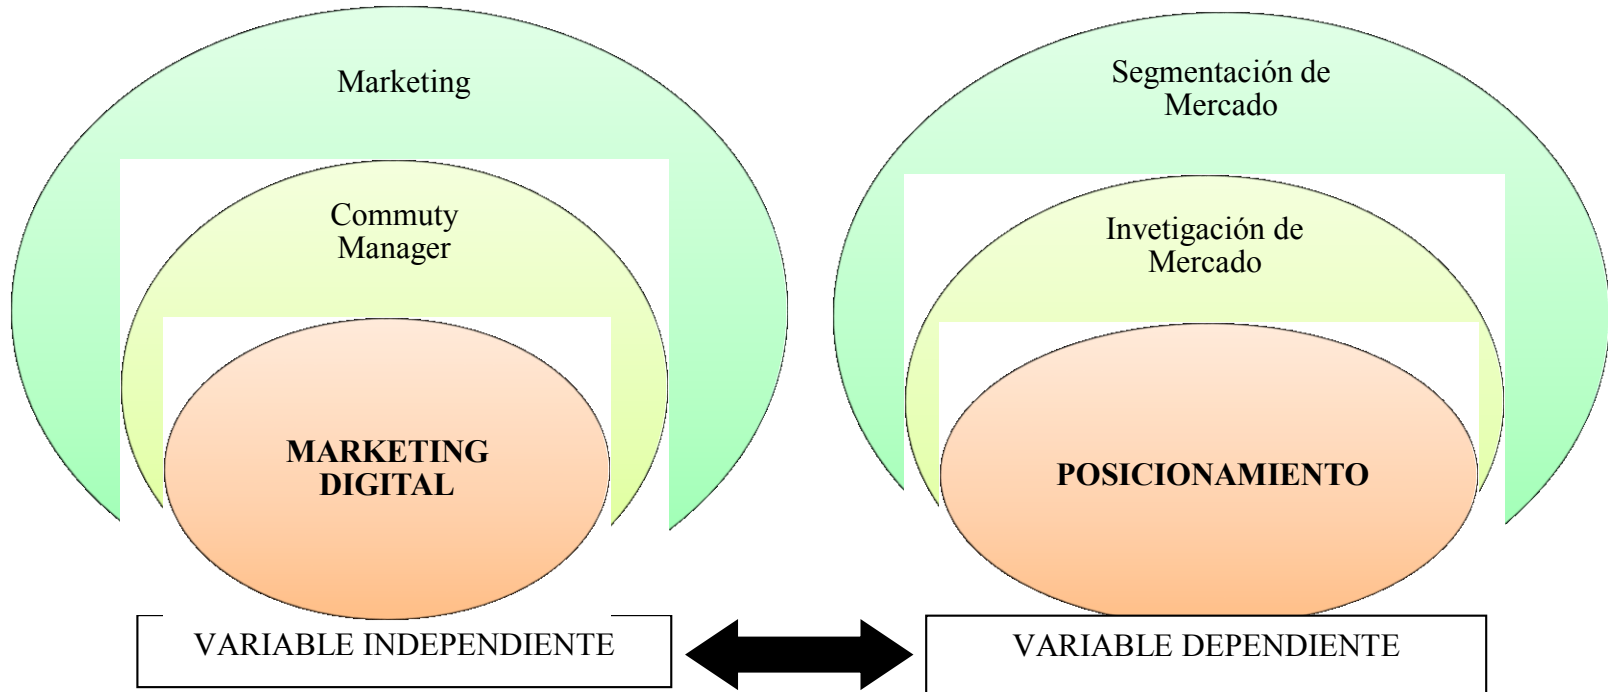 Marketing
Commuty
Manager
MARKETING
DIGITAL
VARIABLE INDEPENDIENTE
Segmentación de
Mercado
Invetigación de
Mercado
POSICIONAMIENTO
VARIABLE DEPENDIENTE